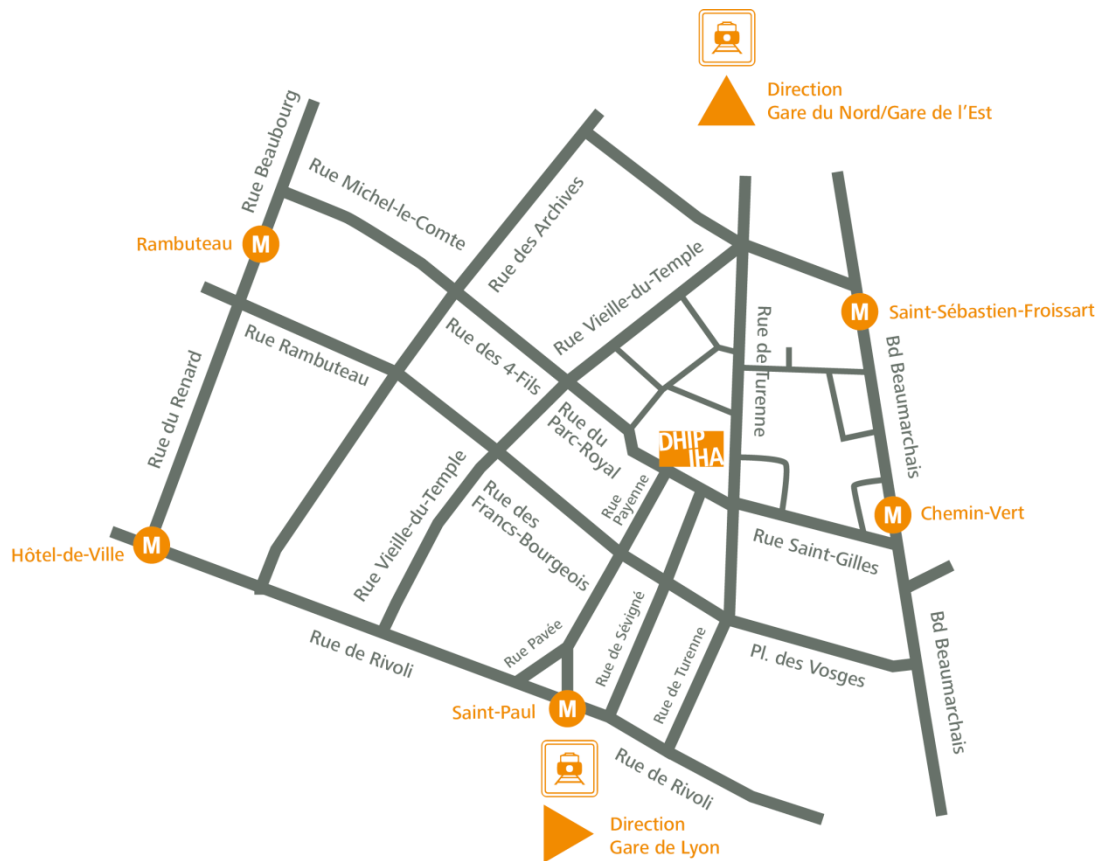 Direction
Gare du Nord/Gare de l'Est
Rue Beaubourg
Rue Michel-le-Comte
Rue des Archives
Rambuteau
M
Rue Vieille-du-Temple
M
Saint-Sébastien-Froissart
Rue Rambuteau
Rue des 4-Fils
Rue de Turenne
Bd Beaumarchais
Rue du Renard
Rue du
Parc-Royal
DHIP
IHA
Rue Vieille-du-Temple
Rue des
Francs-Bourgeois
Rue
Payenne
M
Chemin-Vert
Rue Saint-Gilles
Hôtel-de-Ville
M
Rue de Rivoli
Rue Pavée
Rue de Sévigné
Rue de Turenne
Pl. des Vosges
Bd Beaumarchais
Saint-Paul
M
Rue de Rivoli
Direction
Gare de Lyon